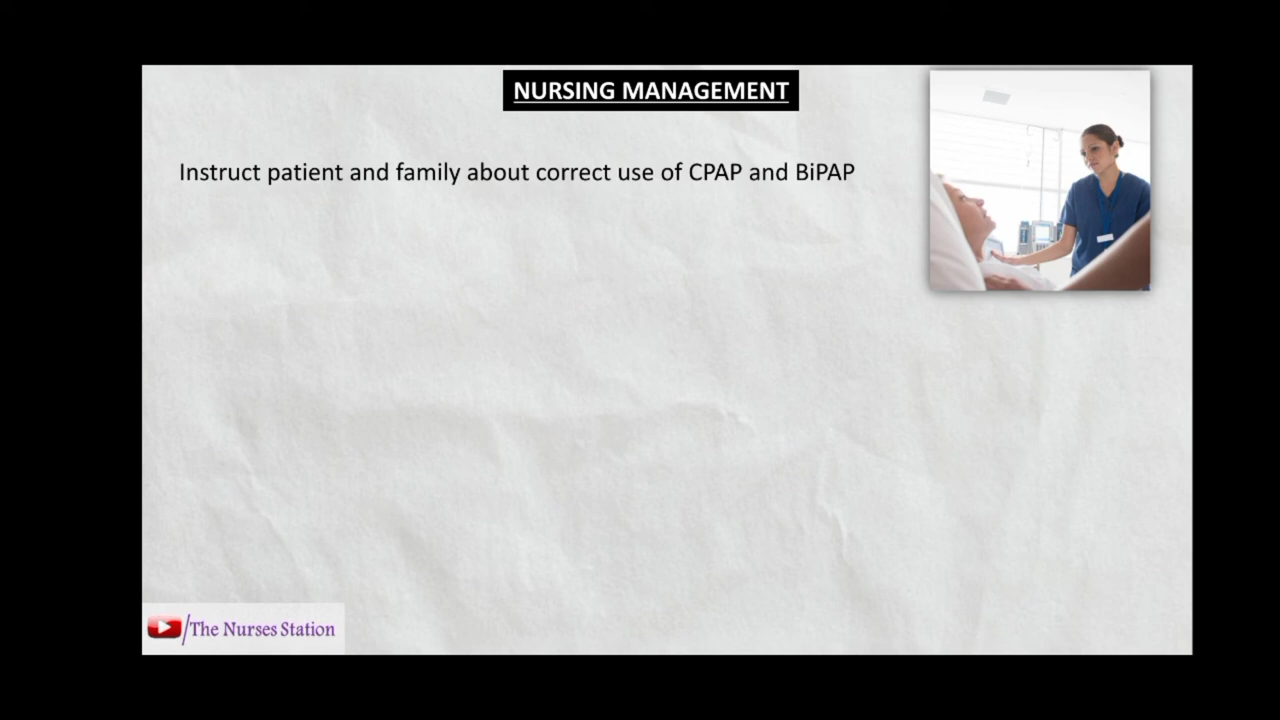 NURSING MANAGEMENT
Instruct patient and family about correct use of CPAP and BiPAP
The Nurses Station